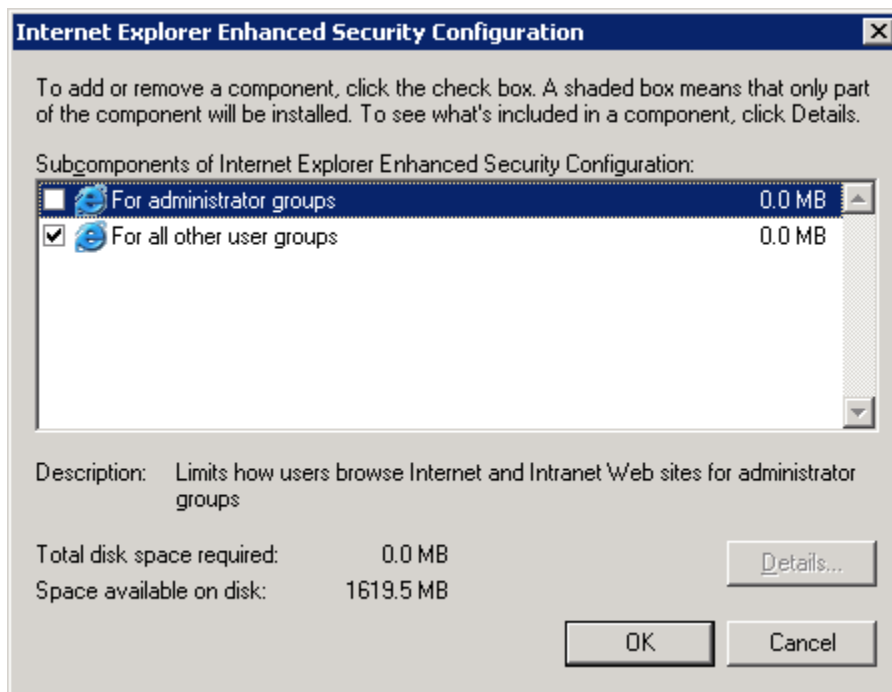 Internet Explorer Enhanced Security Configuration
To add or remove a component, click the check box. A shaded box means that only part
of the component will be installed. To see what's included in a component, click Details.
Subcomponents of Internet Explorer Enhanced Security Configuration:
For administrator groups 0.0 MB
For all other user groups 0.0 MB
Description: Limits how users browse Internet and Intranet Web sites for administrator
groups
Total disk space required: 0.0 MB
Details...
Space available on disk: 1619.5 MB
OK Cancel